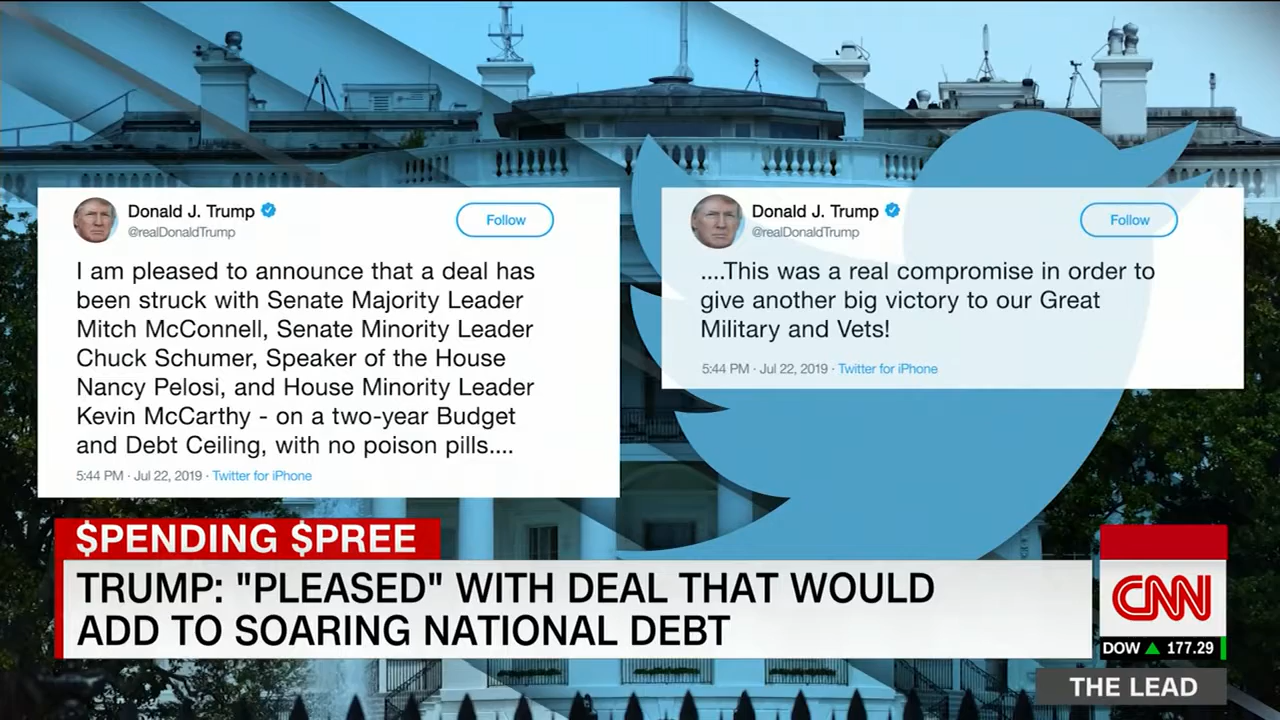 Donald J. Trump
@realDonaldTrump
Follow
I am pleased to announce that a deal has
been struck with Senate Majority Leader
Mitch McConnell, Senate Minority Leader
Chuck Schumer, Speaker of the House
Nancy Pelosi, and House Minority Leader
Kevin McCarthy - on a two-year Budget
and Debt Ceiling, with no poison pills....
5:44 PM · Jul 22, 2019 · Twitter for iPhone
Donald J. Trump
@realDonaldTrump
Follow
....This was a real compromise in order to
give another big victory to our Great
Military and Vets!
5:44 PM · Jul 22, 2019 · Twitter for iPhone
$PENDING $PREE
TRUMP: "PLEASED" WITH DEAL THAT WOULD
ADD TO SOARING NATIONAL DEBT
CNN
DOW ▲ 177.29
THE LEAD